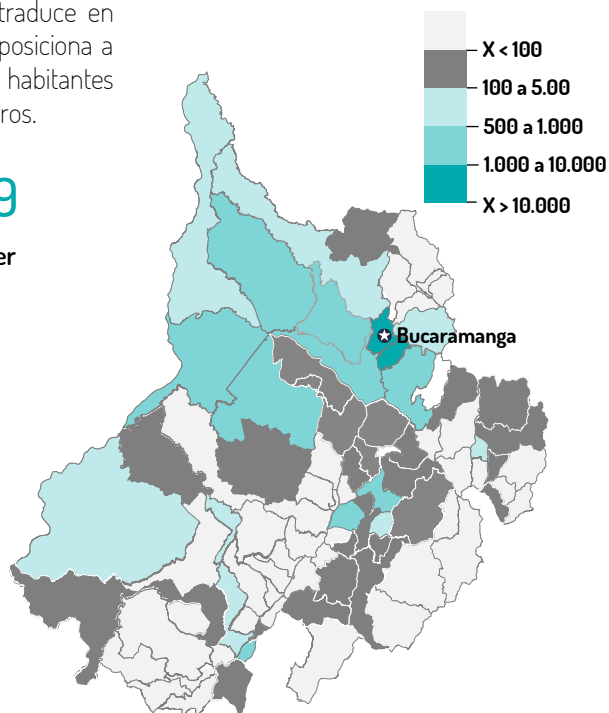 traduce en
posiciona a
habitantes
ros.
9
er
X < 100
100 a 5.00
500 a 1.000
1.000 a 10.000
X > 10.000
Bucaramanga